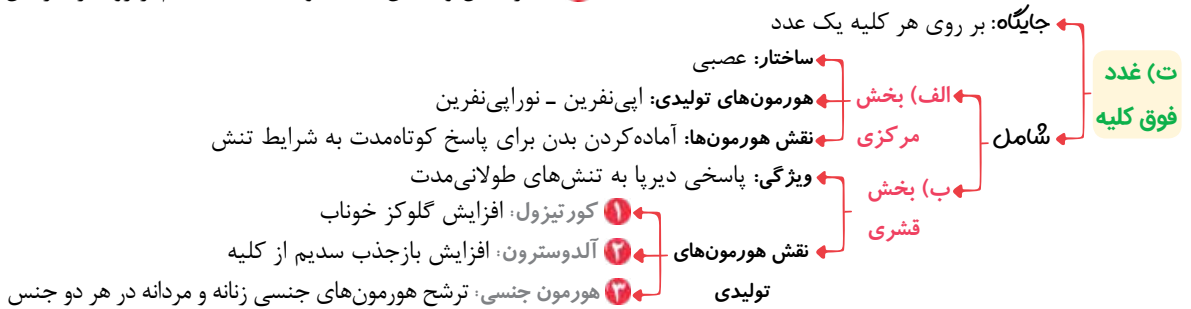 ت) غدد
فوق کلیه
جایگاه: بر روی هر کلیه یک عدد
شامل
الف) بخش
مرکزی
ساختار: عصبی
هورمون‌های تولیدی: اپی‌نفرین ـ نوراپی‌نفرین
نقش هورمون‌ها: آماده‌کردن بدن برای پاسخ کوتاه‌مدت به شرایط تنش
ب) بخش
قشری
ویژگی: پاسخی دیرپا به تنش‌های طولانی‌مدت
نقش هورمون‌های
تولیدی
۱ کورتیزول: افزایش گلوکز خوناب
۲ آلدوسترون: افزایش بازجذب سدیم از کلیه
۳ هورمون جنسی: ترشح هورمون‌های جنسی زنانه و مردانه در هر دو جنس